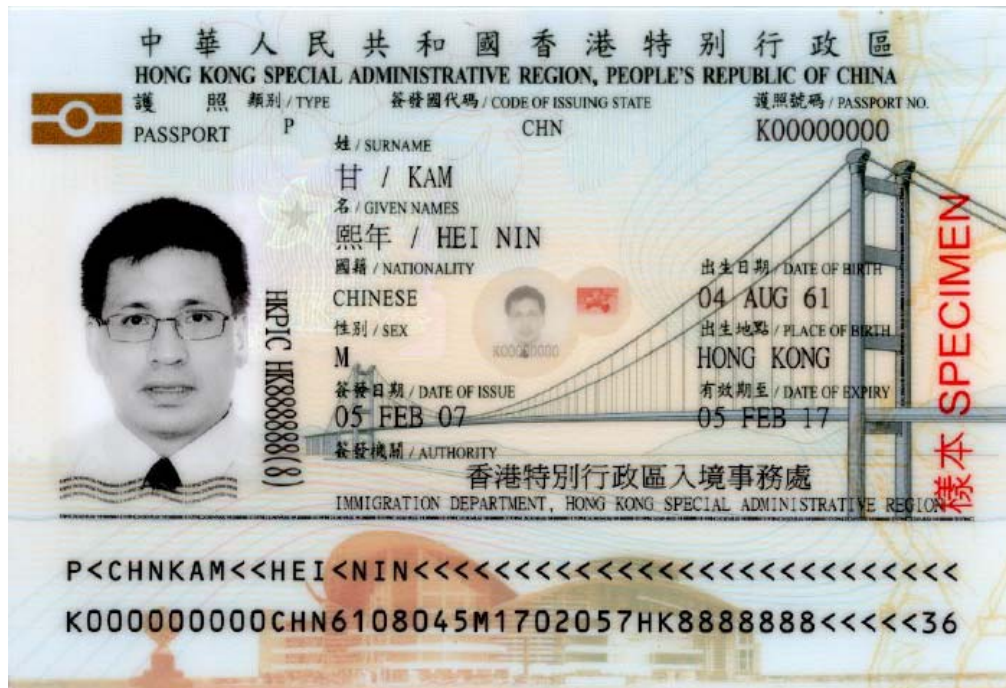 中華人民共和國香港特別行政區
HONG KONG SPECIAL ADMINISTRATIVE REGION, PEOPLE'S REPUBLIC OF CHINA
護照 類別 / TYPE 簽發國代碼 / CODE OF ISSUING STATE 護照號碼 / PASSPORT NO.
PASSPORT P CHN K00000000
姓 / SURNAME
甘 / KAM
名 / GIVEN NAMES
熙年 / HEI NIN
國籍 / NATIONALITY 出生日期 / DATE OF BIRTH
CHINESE 04 AUG 61
性別 / SEX 出生地點 / PLACE OF BIRTH
M HONG KONG
簽發日期 / DATE OF ISSUE 有效期至 / DATE OF EXPIRY
05 FEB 07 05 FEB 17
簽發機關 / AUTHORITY
香港特別行政區入境事務處
IMMIGRATION DEPARTMENT, HONG KONG SPECIAL ADMINISTRATIVE REGION
HKPIC HK888888(8)
K00000000
樣本 SPECIMEN
P<CHNKAM<<HEI<NIN<<<<<<<<<<<<<<<<<<<<<<<<<<<
K000000000CHN6108045M1702057HK8888888<<<<<36